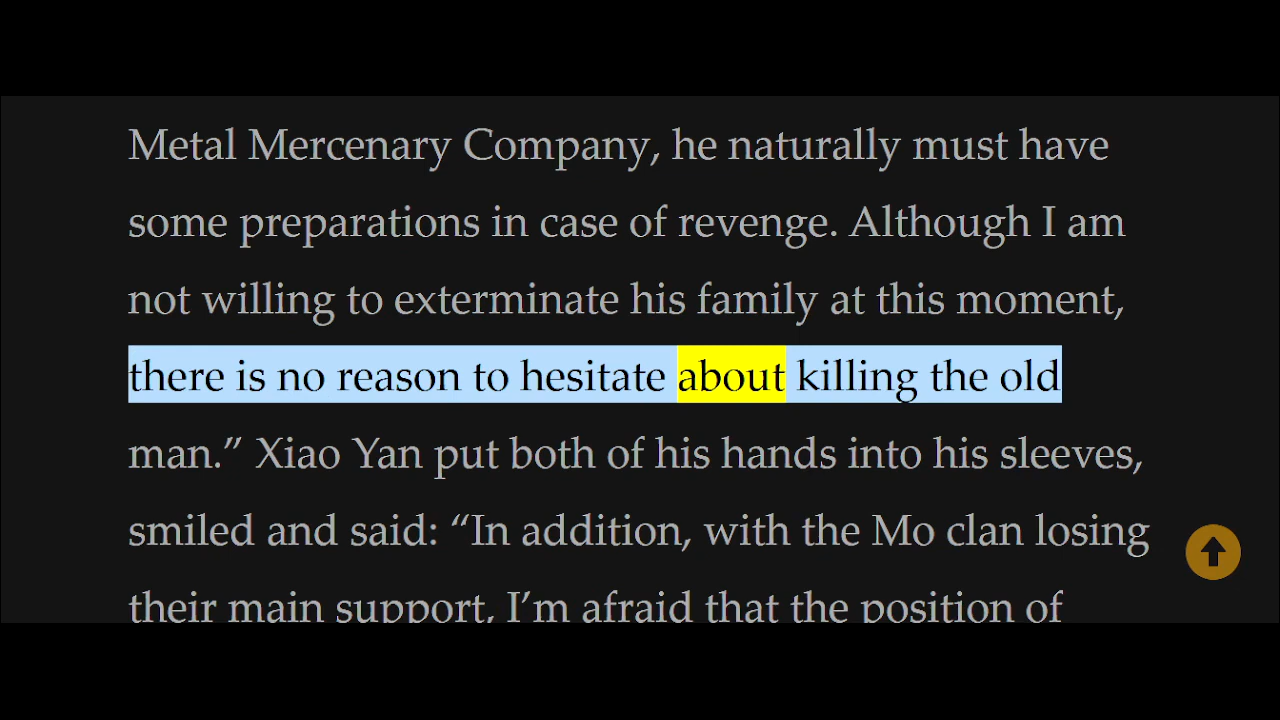 Metal Mercenary Company, he naturally must have
some preparations in case of revenge. Although I am
not willing to exterminate his family at this moment,
there is no reason to hesitate about killing the old
man.” Xiao Yan put both of his hands into his sleeves,
smiled and said: “In addition, with the Mo clan losing
their main support, I’m afraid that the position of